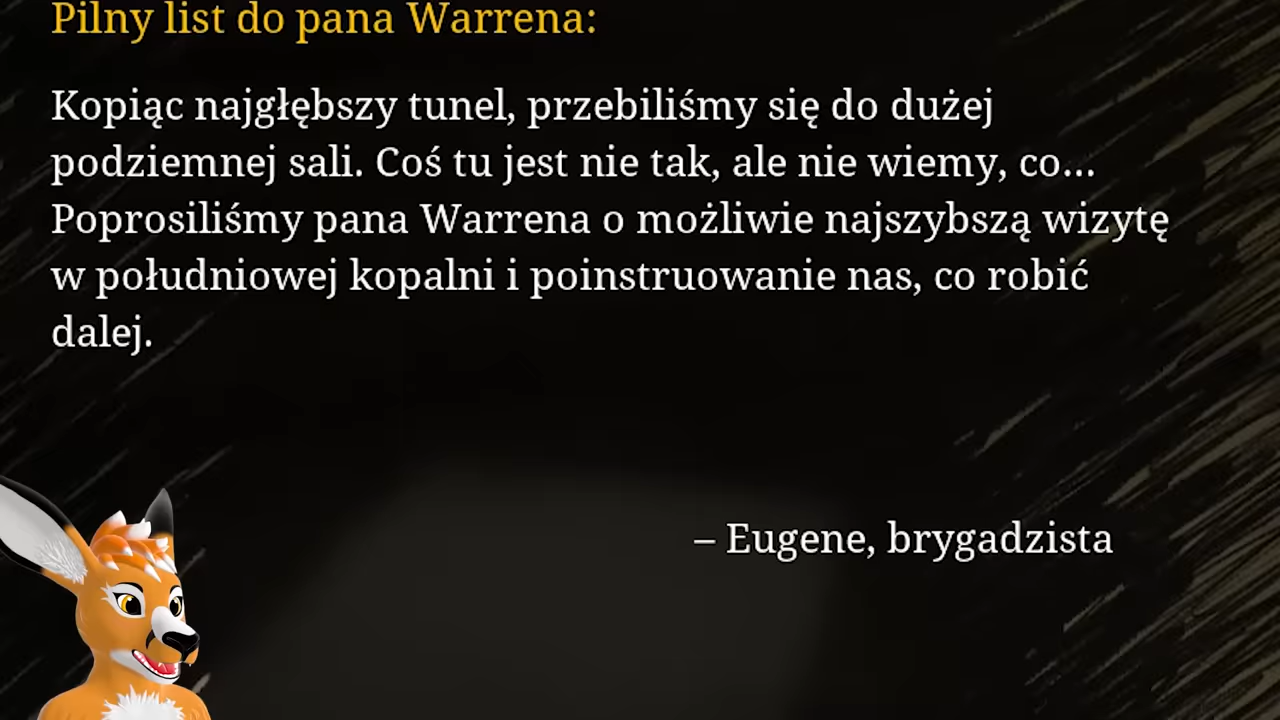 Pilny list do pana Warrena:
Kopiąc najgłębszy tunel, przebiliśmy się do dużej
podziemnej sali. Coś tu jest nie tak, ale nie wiemy, co...
Poprosiliśmy pana Warrena o możliwie najszybszą wizytę
w południowej kopalni i poinstruowanie nas, co robić
dalej.
– Eugene, brygadzista